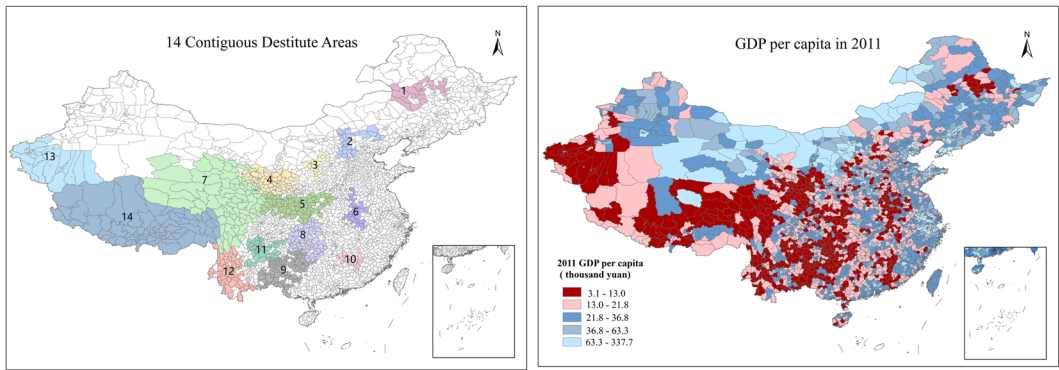 14 Contiguous Destitute Areas
N
1
2
3
13
4
7
5
6
14
8
11
9
10
12
GDP per capita in 2011
N
2011 GDP per capita
( thousand yuan)
3.1 - 13.0
13.0 - 21.8
21.8 - 36.8
36.8 - 63.3
63.3 - 337.7